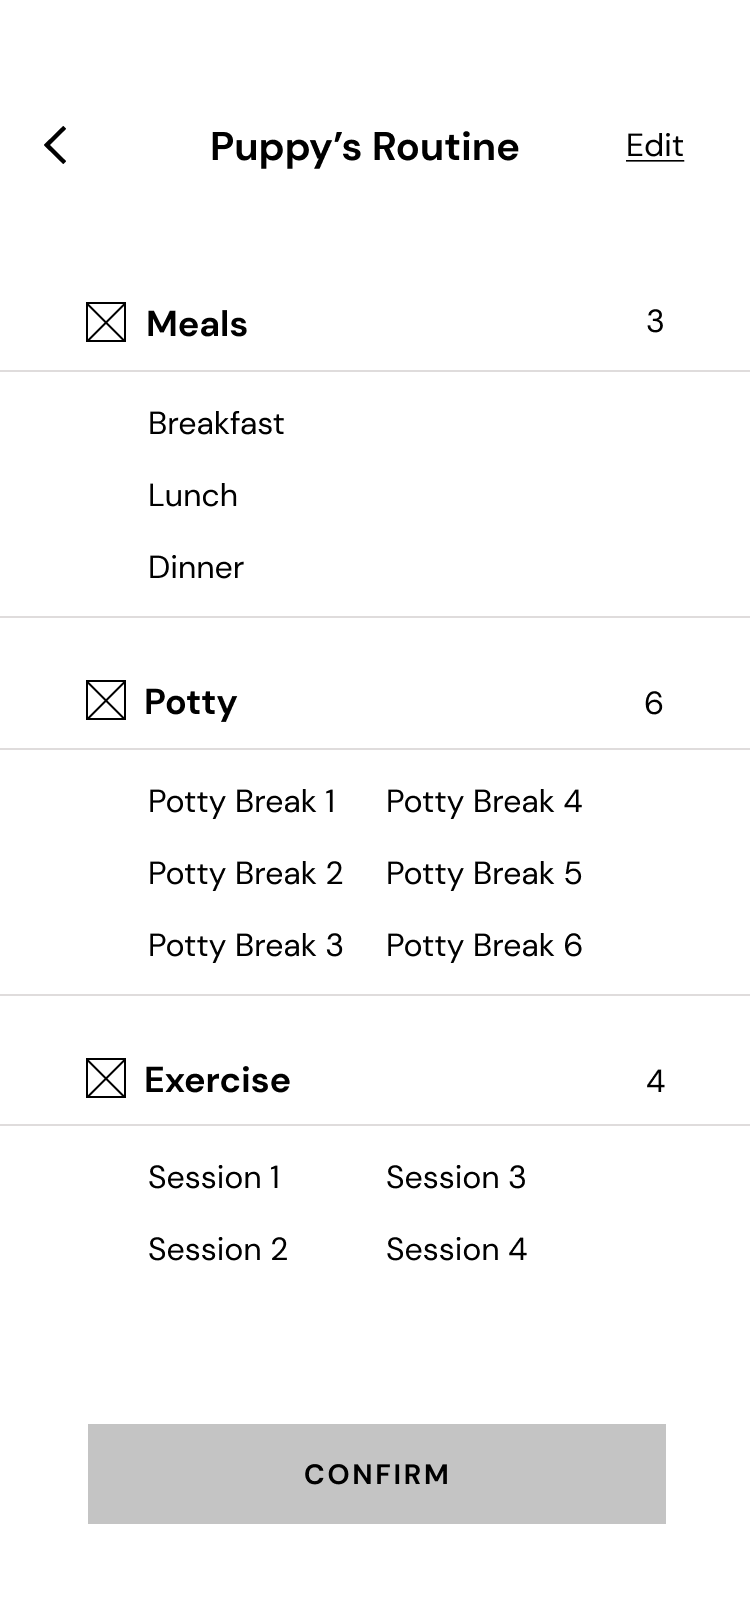 Puppy’s Routine
Edit
Meals 3
Breakfast
Lunch
Dinner
Potty 6
Potty Break 1 Potty Break 4
Potty Break 2 Potty Break 5
Potty Break 3 Potty Break 6
Exercise 4
Session 1 Session 3
Session 2 Session 4
CONFIRM